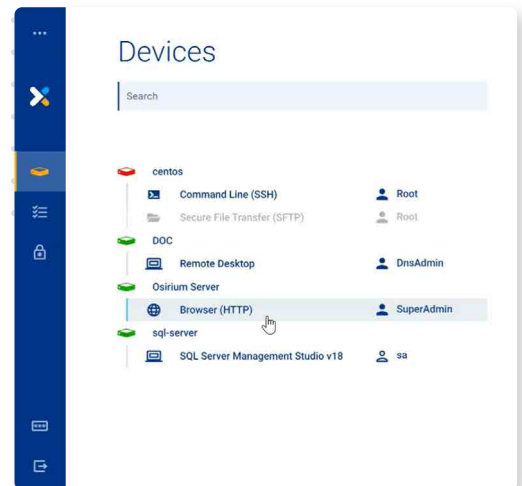 Devices
Search
centos
Command Line (SSH) Root
Secure File Transfer (SFTP) Root
DOC
Remote Desktop DnsAdmin
Osirium Server
Browser (HTTP) SuperAdmin
sql-server
SQL Server Management Studio v18 sa